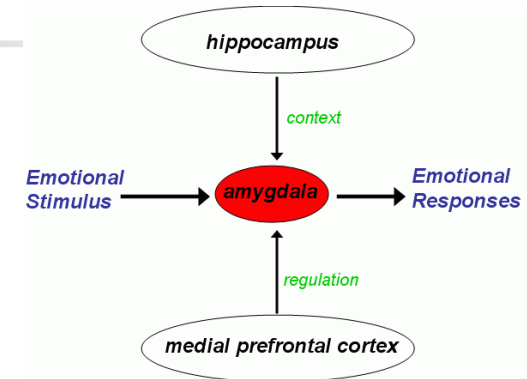 hippocampus
context
Emotional
Stimulus
amygdala
Emotional
Responses
regulation
medial prefrontal cortex